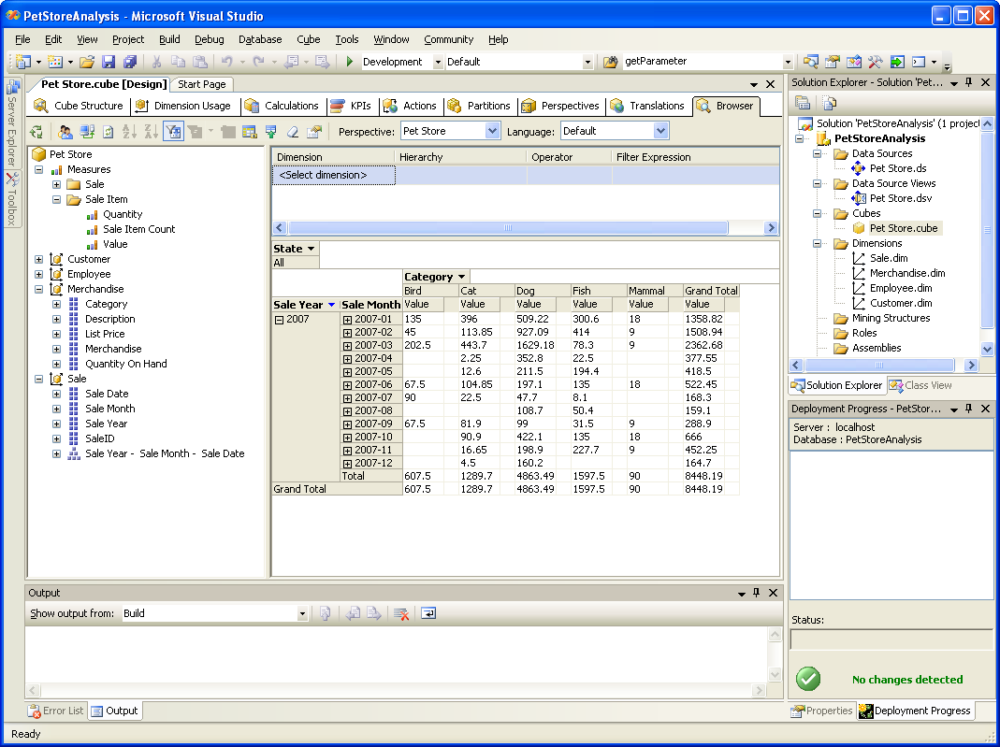 PetStoreAnalysis - Microsoft Visual Studio
File Edit View Project Build Debug Database Cube Tools Window Community Help
Development Default getParameter
Server Explorer
Toolbox
Pet Store.cube [Design] Start Page
Cube Structure Dimension Usage Calculations KPIs Actions Partitions Perspectives Translations Browser
Perspective: Pet Store Language: Default
Pet Store
Measures
Sale
Sale Item
Quantity
Sale Item Count
Value
Customer
Employee
Merchandise
Category
Description
List Price
Merchandise
Quantity On Hand
Sale
Sale Date
Sale Month
Sale Year
SaleID
Sale Year - Sale Month - Sale Date
Dimension Hierarchy Operator Filter Expression
<Select dimension>
State
All
Category
Bird Cat Dog Fish Mammal Grand Total
Sale Year Sale Month Value Value Value Value Value Value
2007 2007-01 135 396 509.22 300.6 18 1358.82
2007-02 45 113.85 927.09 414 9 1508.94
2007-03 202.5 443.7 1629.18 78.3 9 2362.68
2007-04 2.25 352.8 22.5 377.55
2007-05 12.6 211.5 194.4 418.5
2007-06 67.5 104.85 197.1 135 18 522.45
2007-07 90 22.5 47.7 8.1 168.3
2007-08 108.7 50.4 159.1
2007-09 67.5 81.9 99 31.5 9 288.9
2007-10 90.9 422.1 135 18 666
2007-11 16.65 198.9 227.7 9 452.25
2007-12 4.5 160.2 164.7
Total 607.5 1289.7 4863.49 1597.5 90 8448.19
Grand Total 607.5 1289.7 4863.49 1597.5 90 8448.19
Output
Show output from: Build
Error List Output
Ready
Solution Explorer - Solution 'Pet...
Solution 'PetStoreAnalysis' (1 project
PetStoreAnalysis
Data Sources
Pet Store.ds
Data Source Views
Pet Store.dsv
Cubes
Pet Store.cube
Dimensions
Sale.dim
Merchandise.dim
Employee.dim
Customer.dim
Mining Structures
Roles
Assemblies
Solution Explorer Class View
Deployment Progress - PetStor...
Server : localhost
Database : PetStoreAnalysis
Status:
No changes detected
Properties Deployment Progress